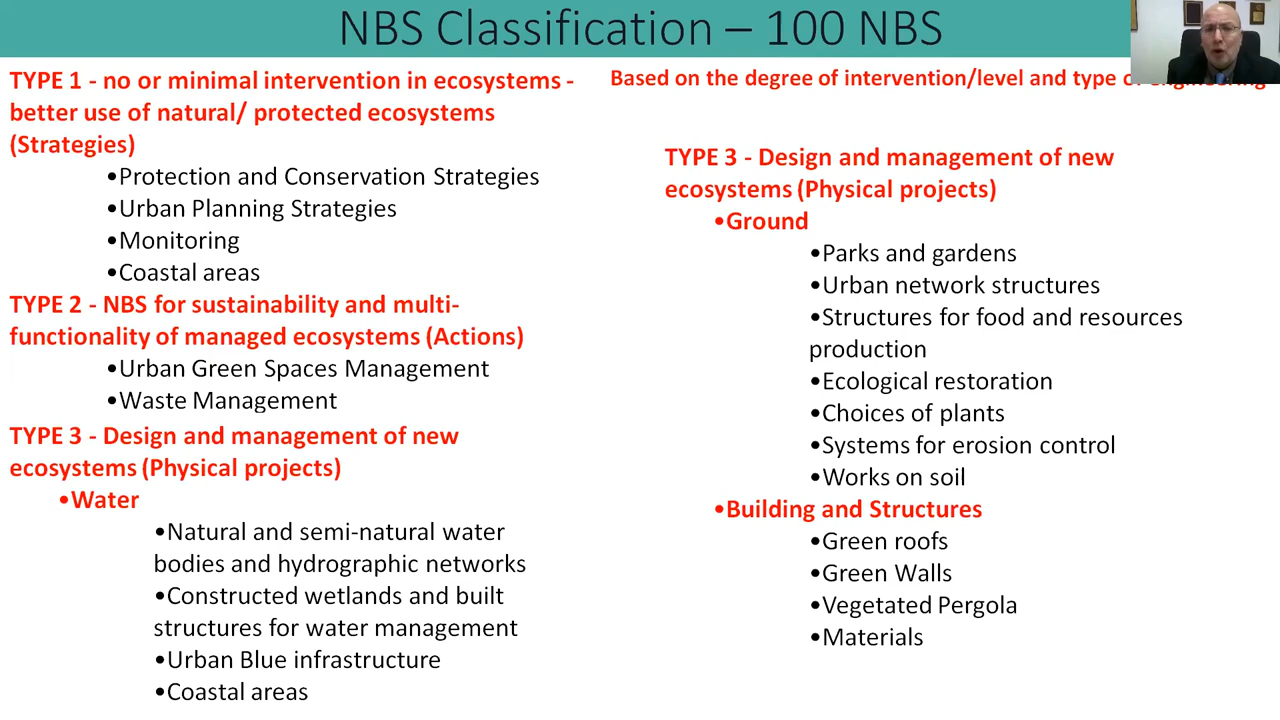 NBS Classification – 100 NBS
TYPE 1 - no or minimal intervention in ecosystems -
better use of natural/ protected ecosystems
(Strategies)
•Protection and Conservation Strategies
•Urban Planning Strategies
•Monitoring
•Coastal areas
TYPE 2 - NBS for sustainability and multi-
functionality of managed ecosystems (Actions)
•Urban Green Spaces Management
•Waste Management
TYPE 3 - Design and management of new
ecosystems (Physical projects)
•Water
•Natural and semi-natural water
bodies and hydrographic networks
•Constructed wetlands and built
structures for water management
•Urban Blue infrastructure
•Coastal areas
Based on the degree of intervention/level and type
TYPE 3 - Design and management of new
ecosystems (Physical projects)
•Ground
•Parks and gardens
•Urban network structures
•Structures for food and resources
production
•Ecological restoration
•Choices of plants
•Systems for erosion control
•Works on soil
•Building and Structures
•Green roofs
•Green Walls
•Vegetated Pergola
•Materials